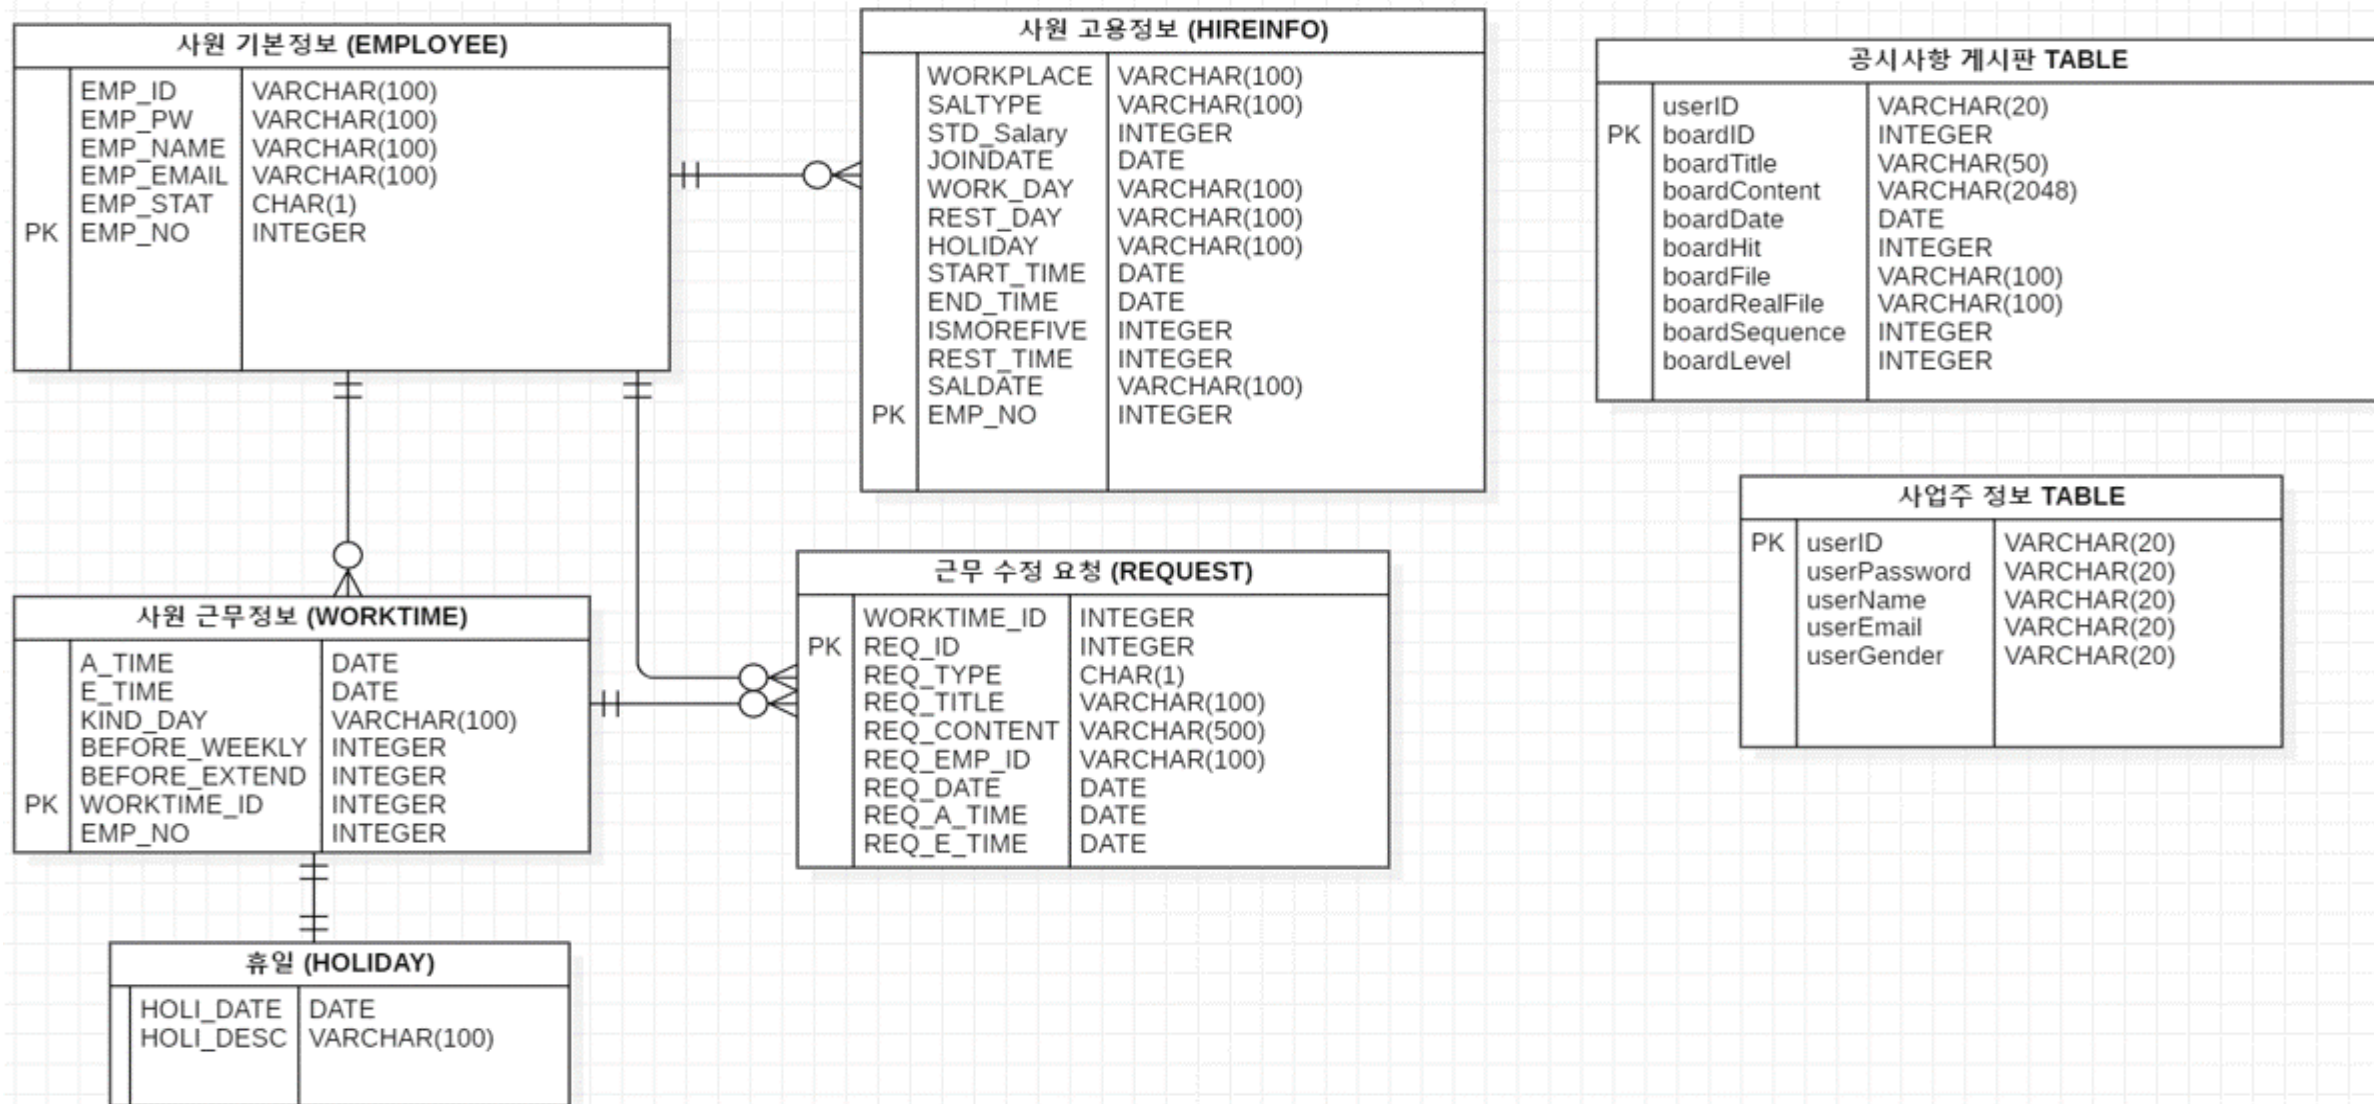 사원 기본정보 (EMPLOYEE)
EMP_ID VARCHAR(100)
EMP_PW VARCHAR(100)
EMP_NAME VARCHAR(100)
EMP_EMAIL VARCHAR(100)
EMP_STAT CHAR(1)
PK EMP_NO INTEGER
사원 고용정보 (HIREINFO)
WORKPLACE VARCHAR(100)
SALTYPE VARCHAR(100)
STD_Salary INTEGER
JOINDATE DATE
WORK_DAY VARCHAR(100)
REST_DAY VARCHAR(100)
HOLIDAY VARCHAR(100)
START_TIME DATE
END_TIME DATE
ISMOREFIVE INTEGER
REST_TIME INTEGER
SALDATE VARCHAR(100)
PK EMP_NO INTEGER
공시사항 게시판 TABLE
userID VARCHAR(20)
PK boardID INTEGER
boardTitle VARCHAR(50)
boardContent VARCHAR(2048)
boardDate DATE
boardHit INTEGER
boardFile VARCHAR(100)
boardRealFile VARCHAR(100)
boardSequence INTEGER
boardLevel INTEGER
사업주 정보 TABLE
PK userID VARCHAR(20)
userPassword VARCHAR(20)
userName VARCHAR(20)
userEmail VARCHAR(20)
userGender VARCHAR(20)
사원 근무정보 (WORKTIME)
A_TIME DATE
E_TIME DATE
KIND_DAY VARCHAR(100)
BEFORE_WEEKLY INTEGER
BEFORE_EXTEND INTEGER
PK WORKTIME_ID INTEGER
EMP_NO INTEGER
근무 수정 요청 (REQUEST)
WORKTIME_ID INTEGER
PK REQ_ID INTEGER
REQ_TYPE CHAR(1)
REQ_TITLE VARCHAR(100)
REQ_CONTENT VARCHAR(500)
REQ_EMP_ID VARCHAR(100)
REQ_DATE DATE
REQ_A_TIME DATE
REQ_E_TIME DATE
휴일 (HOLIDAY)
HOLI_DATE DATE
HOLI_DESC VARCHAR(100)